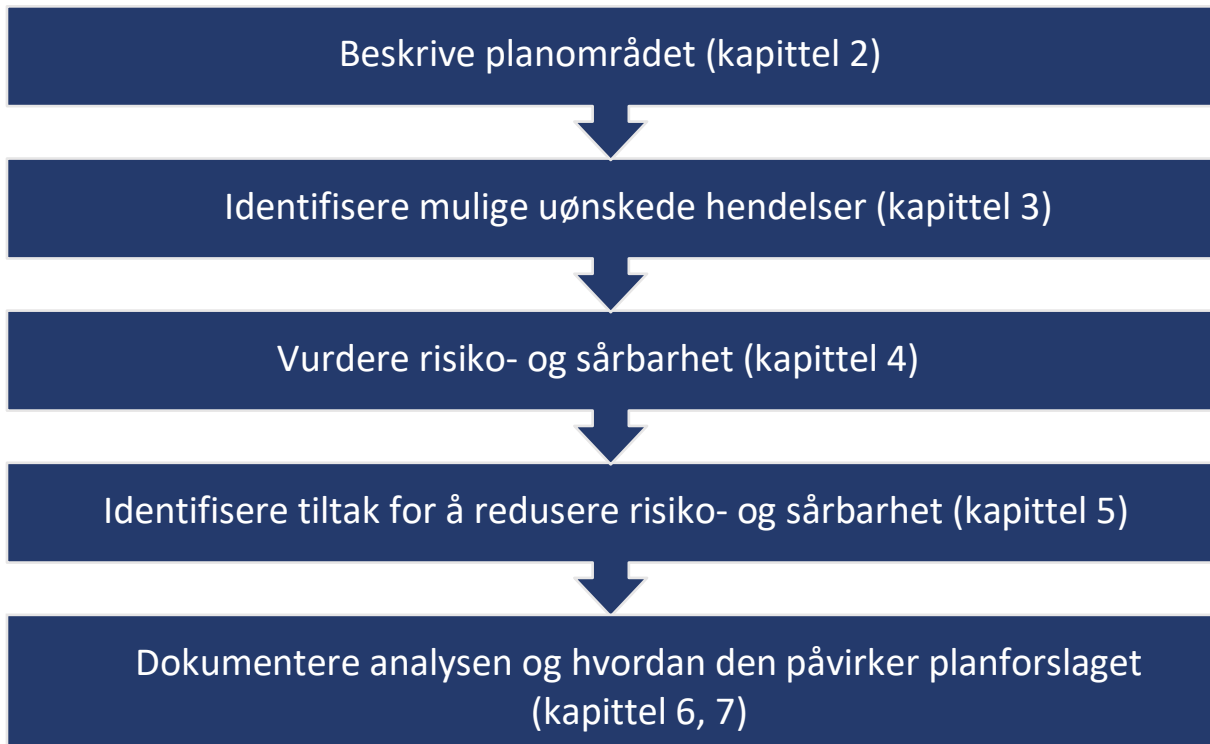 Beskrive planområdet (kapittel 2)
Identifisere mulige uønskede hendelser (kapittel 3)
Vurdere risiko- og sårbarhet (kapittel 4)
Identifisere tiltak for å redusere risiko- og sårbarhet (kapittel 5)
Dokumentere analysen og hvordan den påvirker planforslaget
(kapittel 6, 7)